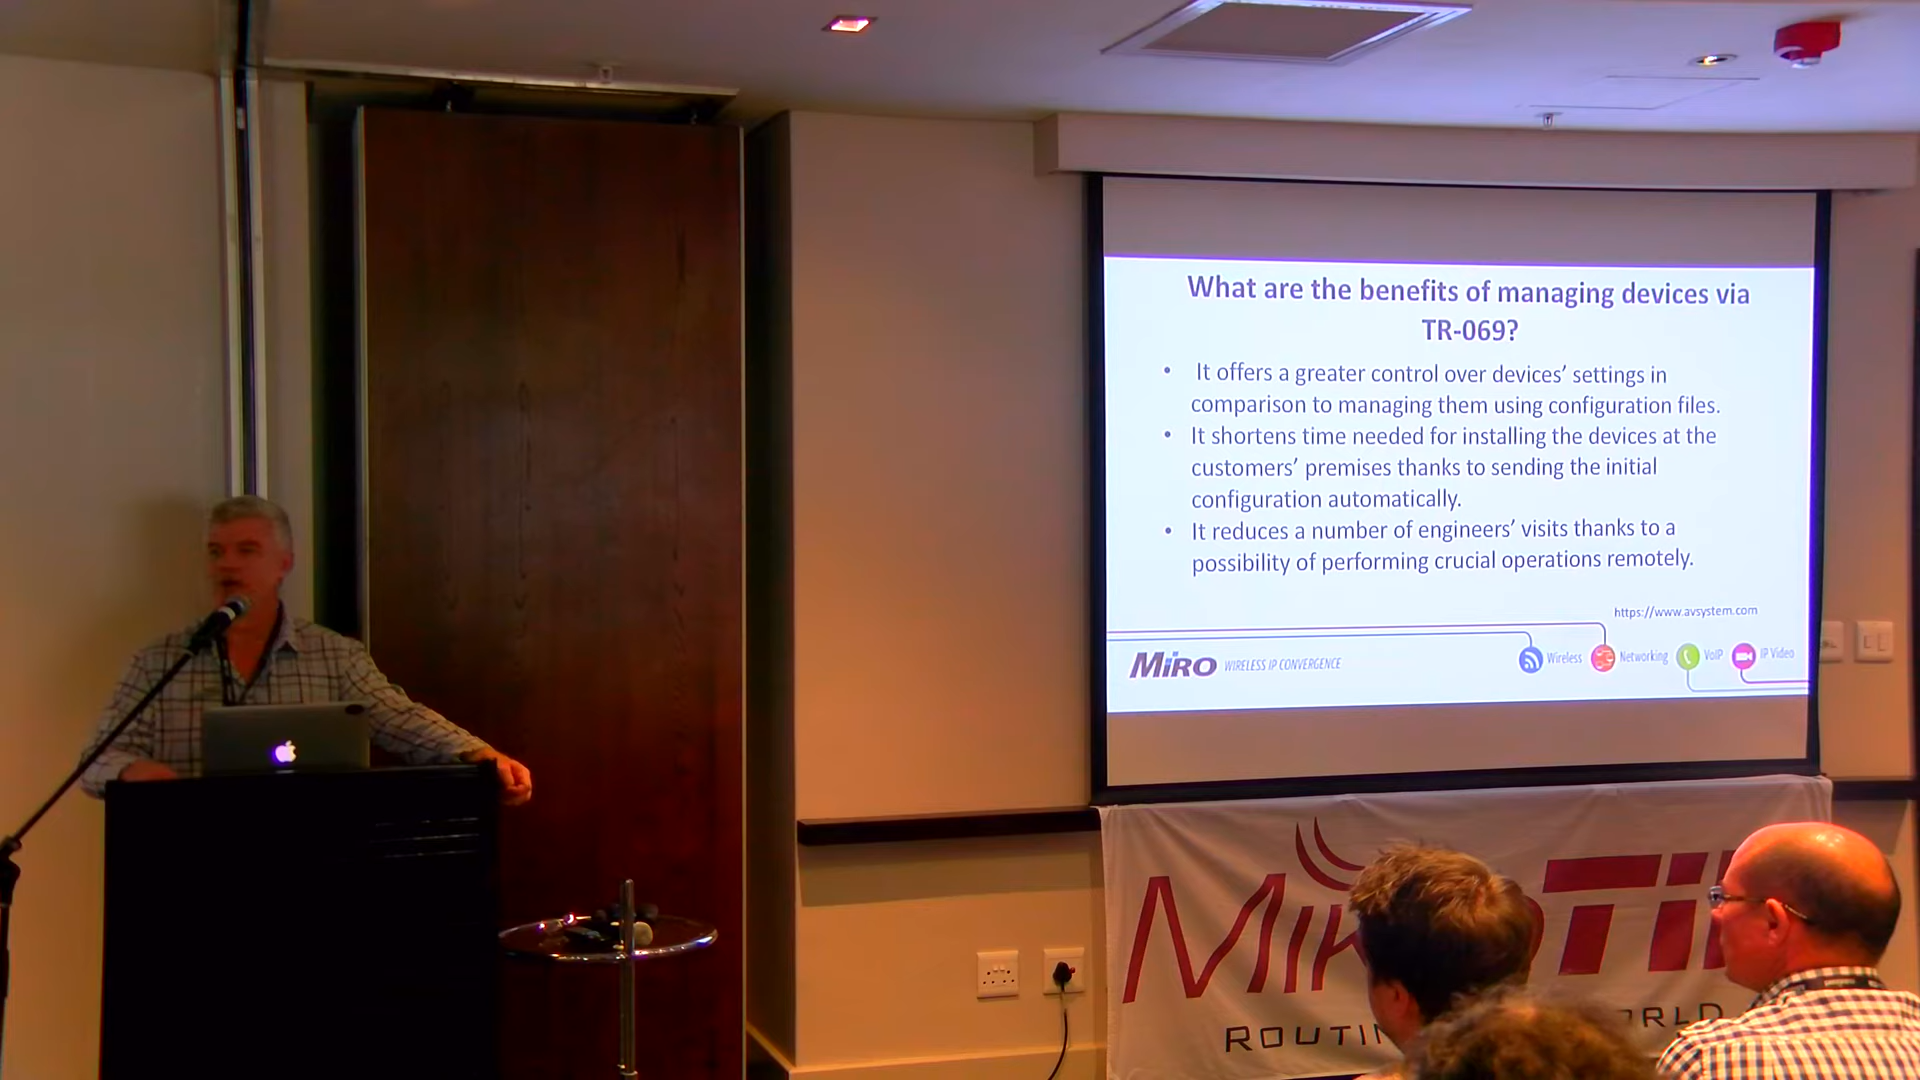 What are the benefits of managing devices via
TR-069?
• It offers a greater control over devices’ settings in
comparison to managing them using configuration files.
• It shortens time needed for installing the devices at the
customers’ premises thanks to sending the initial
configuration automatically.
• It reduces a number of engineers’ visits thanks to a
possibility of performing crucial operations remotely.
https://www.avsystem.com
MiRO WIRELESS IP CONVERGENCE
Wireless Networking VoIP IP Video